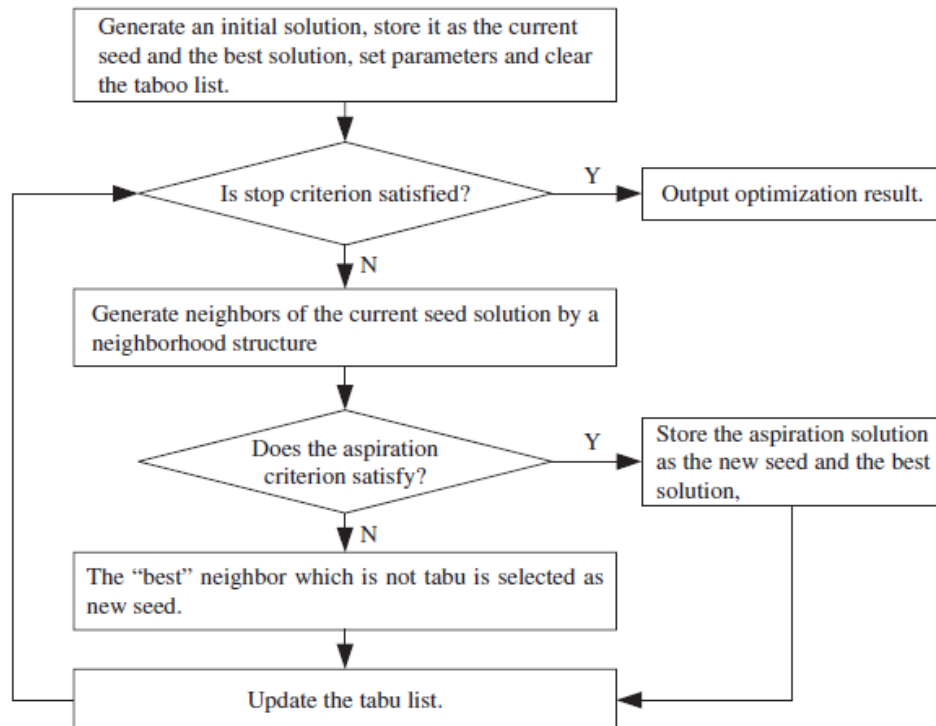 Generate an initial solution, store it as the current
seed and the best solution, set parameters and clear
the taboo list.
Is stop criterion satisfied?
Y
Output optimization result.
N
Generate neighbors of the current seed solution by a
neighborhood structure
Does the aspiration
criterion satisfy?
Y
Store the aspiration solution
as the new seed and the best
solution,
N
The “best” neighbor which is not tabu is selected as
new seed.
Update the tabu list.